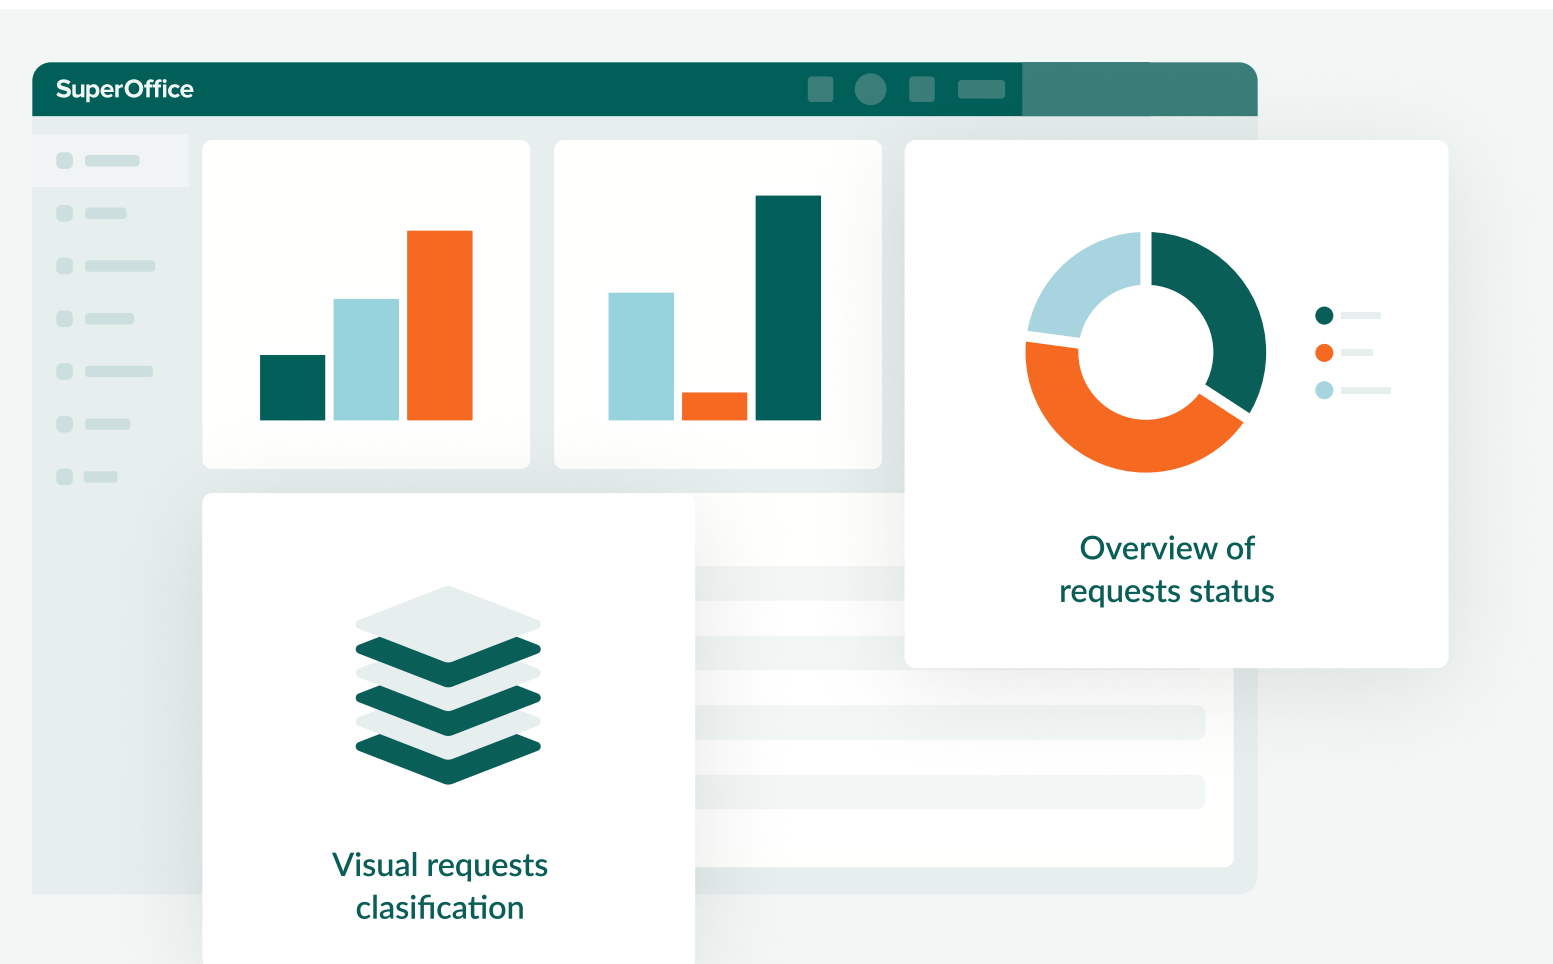 SuperOffice
Overview of
requests status
Visual requests
clasification